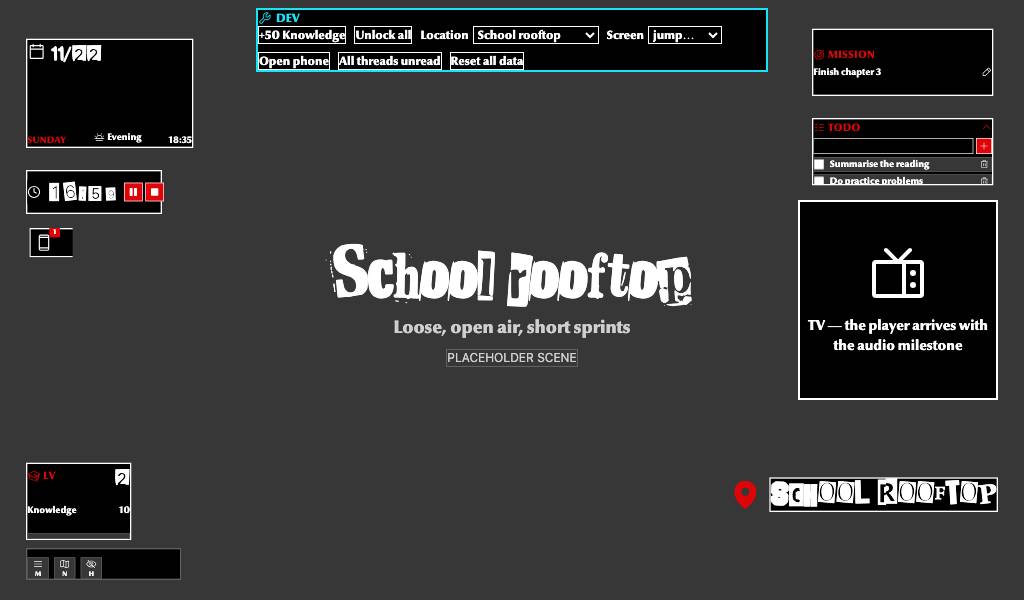 DEV
+50 Knowledge Unlock all Location School rooftop Screen jump…
Open phone All threads unread Reset all data
11/22
SUNDAY Evening 18:35
16:53
1
MISSION
Finish chapter 3
TODO
+
Summarise the reading
Do practice problems
TV — the player arrives with
the audio milestone
School rooftop
Loose, open air, short sprints
PLACEHOLDER SCENE
LV 2
Knowledge 10
M N H
SCHOOL ROOFTOP